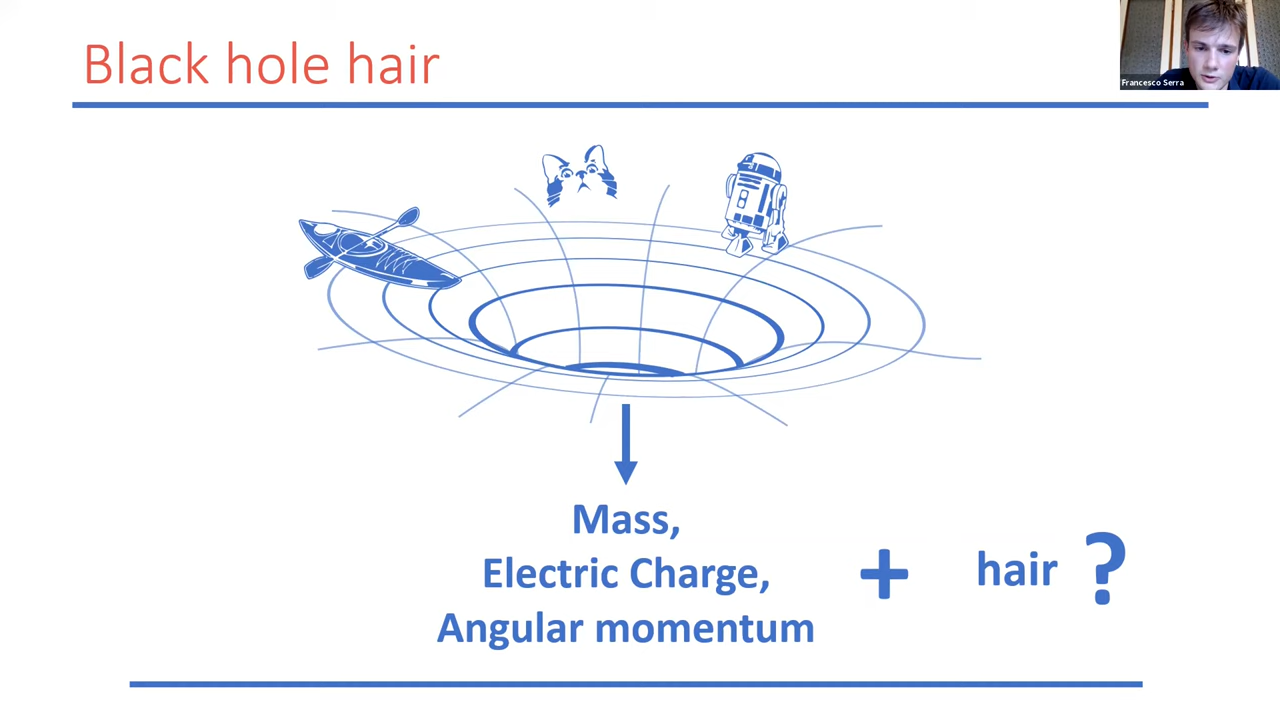 Black hole hair
Francesco Serra
Mass,
Electric Charge,
Angular momentum
+ hair ?